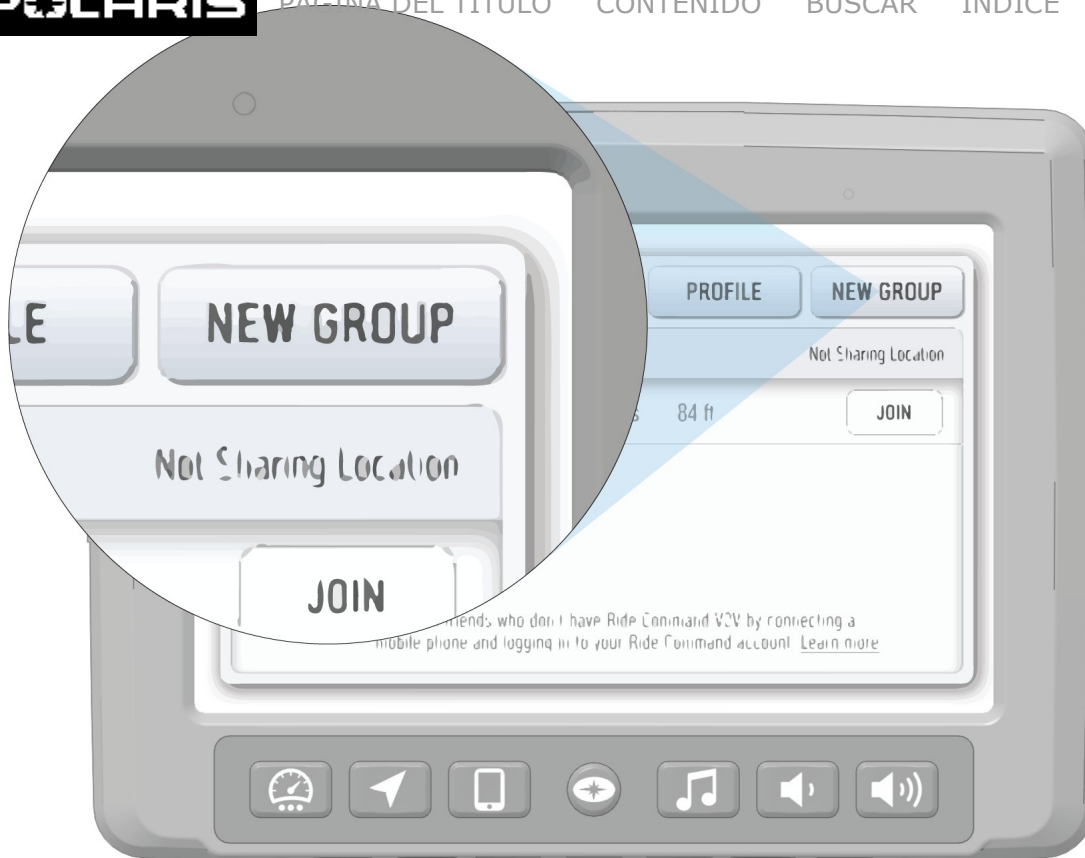 POLARIS
PÁGINA DEL TÍTULO CONTENIDO BUSCAR ÍNDICE
LE NEW GROUP
Not Sharing Location
JOIN
PROFILE NEW GROUP
Not Sharing Location
s 84 ft JOIN
who don't have Ride Command V2V by connecting a
mobile phone and logging in to your Ride Command account. Learn more